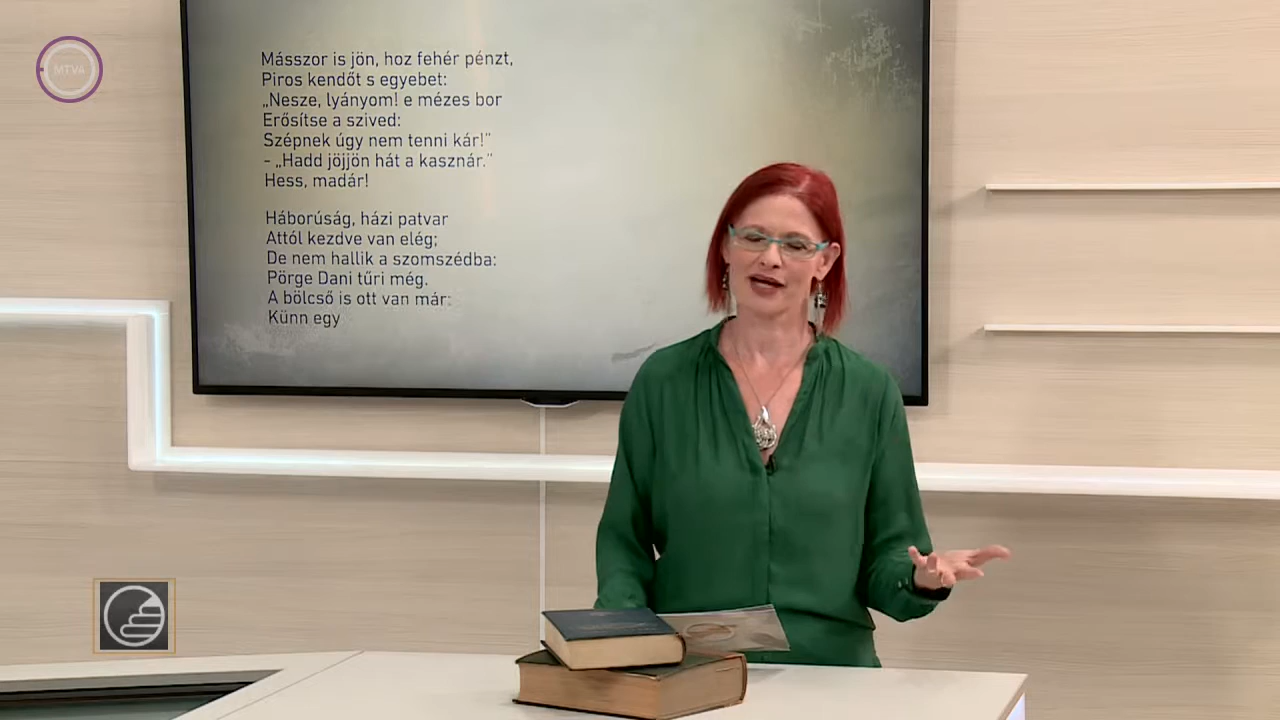 MTVA
Másszor is jön, hoz fehér pénzt,
Piros kendőt s egyebet:
„Nesze, lyányom! e mézes bor
Erősítse a szived:
Szépnek úgy nem tenni kár!”
- „Hadd jöjjön hát a kasznár.”
Hess, madár!
Háborúság, házi patvar
Attól kezdve van elég;
De nem hallik a szomszédba:
Pörge Dani tűri még.
A bölcső is ott van már:
Künn egy